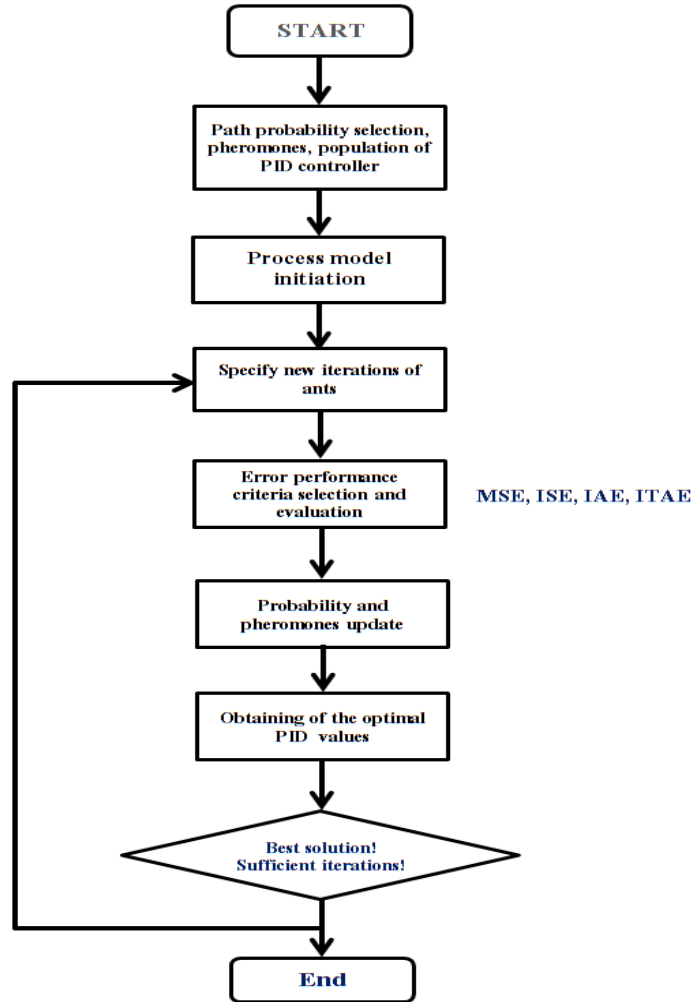 START
Path probability selection,
pheromones, population of
PID controller
Process model
initiation
Specify new iterations of
ants
Error performance
criteria selection and
evaluation
MSE, ISE, IAE, ITAE
Probability and
pheromones update
Obtaining of the optimal
PID values
Best solution!
Sufficient iterations!
End